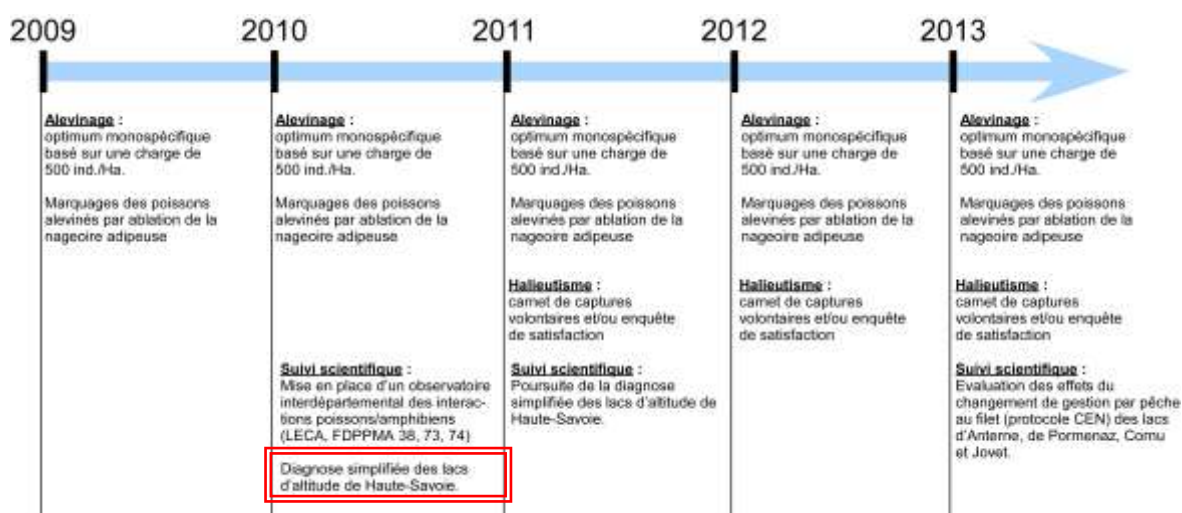 2009
2010
2011
2012
2013
Alevinage :
optimum monospécifique
basé sur une charge de
500 ind./Ha.
Marquages des poissons
alevinés par ablation de la
nageoire adipeuse
Alevinage :
optimum monospécifique
basé sur une charge de
500 ind./Ha.
Marquages des poissons
alevinés par ablation de la
nageoire adipeuse
Suivi scientifique :
Mise en place d'un observatoire
interdépartemental des interac-
tions poissons/amphibiens
(LECA, FDPPMA 38, 73, 74)
Diagnose simplifiée des lacs
d'altitude de Haute-Savoie.
Alevinage :
optimum monospécifique
basé sur une charge de
500 ind./Ha.
Marquages des poissons
alevinés par ablation de la
nageoire adipeuse
Halieutisme :
carnet de captures
volontaires et/ou enquête
de satisfaction
Suivi scientifique :
Poursuite de la diagnose
simplifiée des lacs d'altitude de
Haute-Savoie.
Alevinage :
optimum monospécifique
basé sur une charge de
500 ind./Ha.
Marquages des poissons
alevinés par ablation de la
nageoire adipeuse
Halieutisme :
carnet de captures
volontaires et/ou enquête
de satisfaction
Alevinage :
optimum monospécifique
basé sur une charge de
500 ind./Ha.
Marquages des poissons
alevinés par ablation de la
nageoire adipeuse
Halieutisme :
carnet de captures
volontaires et/ou enquête
de satisfaction
Suivi scientifique :
Evaluation des effets du
changement de gestion par pêche
au filet (protocole CEN) des lacs
d'Anterne, de Pormenaz, Cornu
et Jovet.